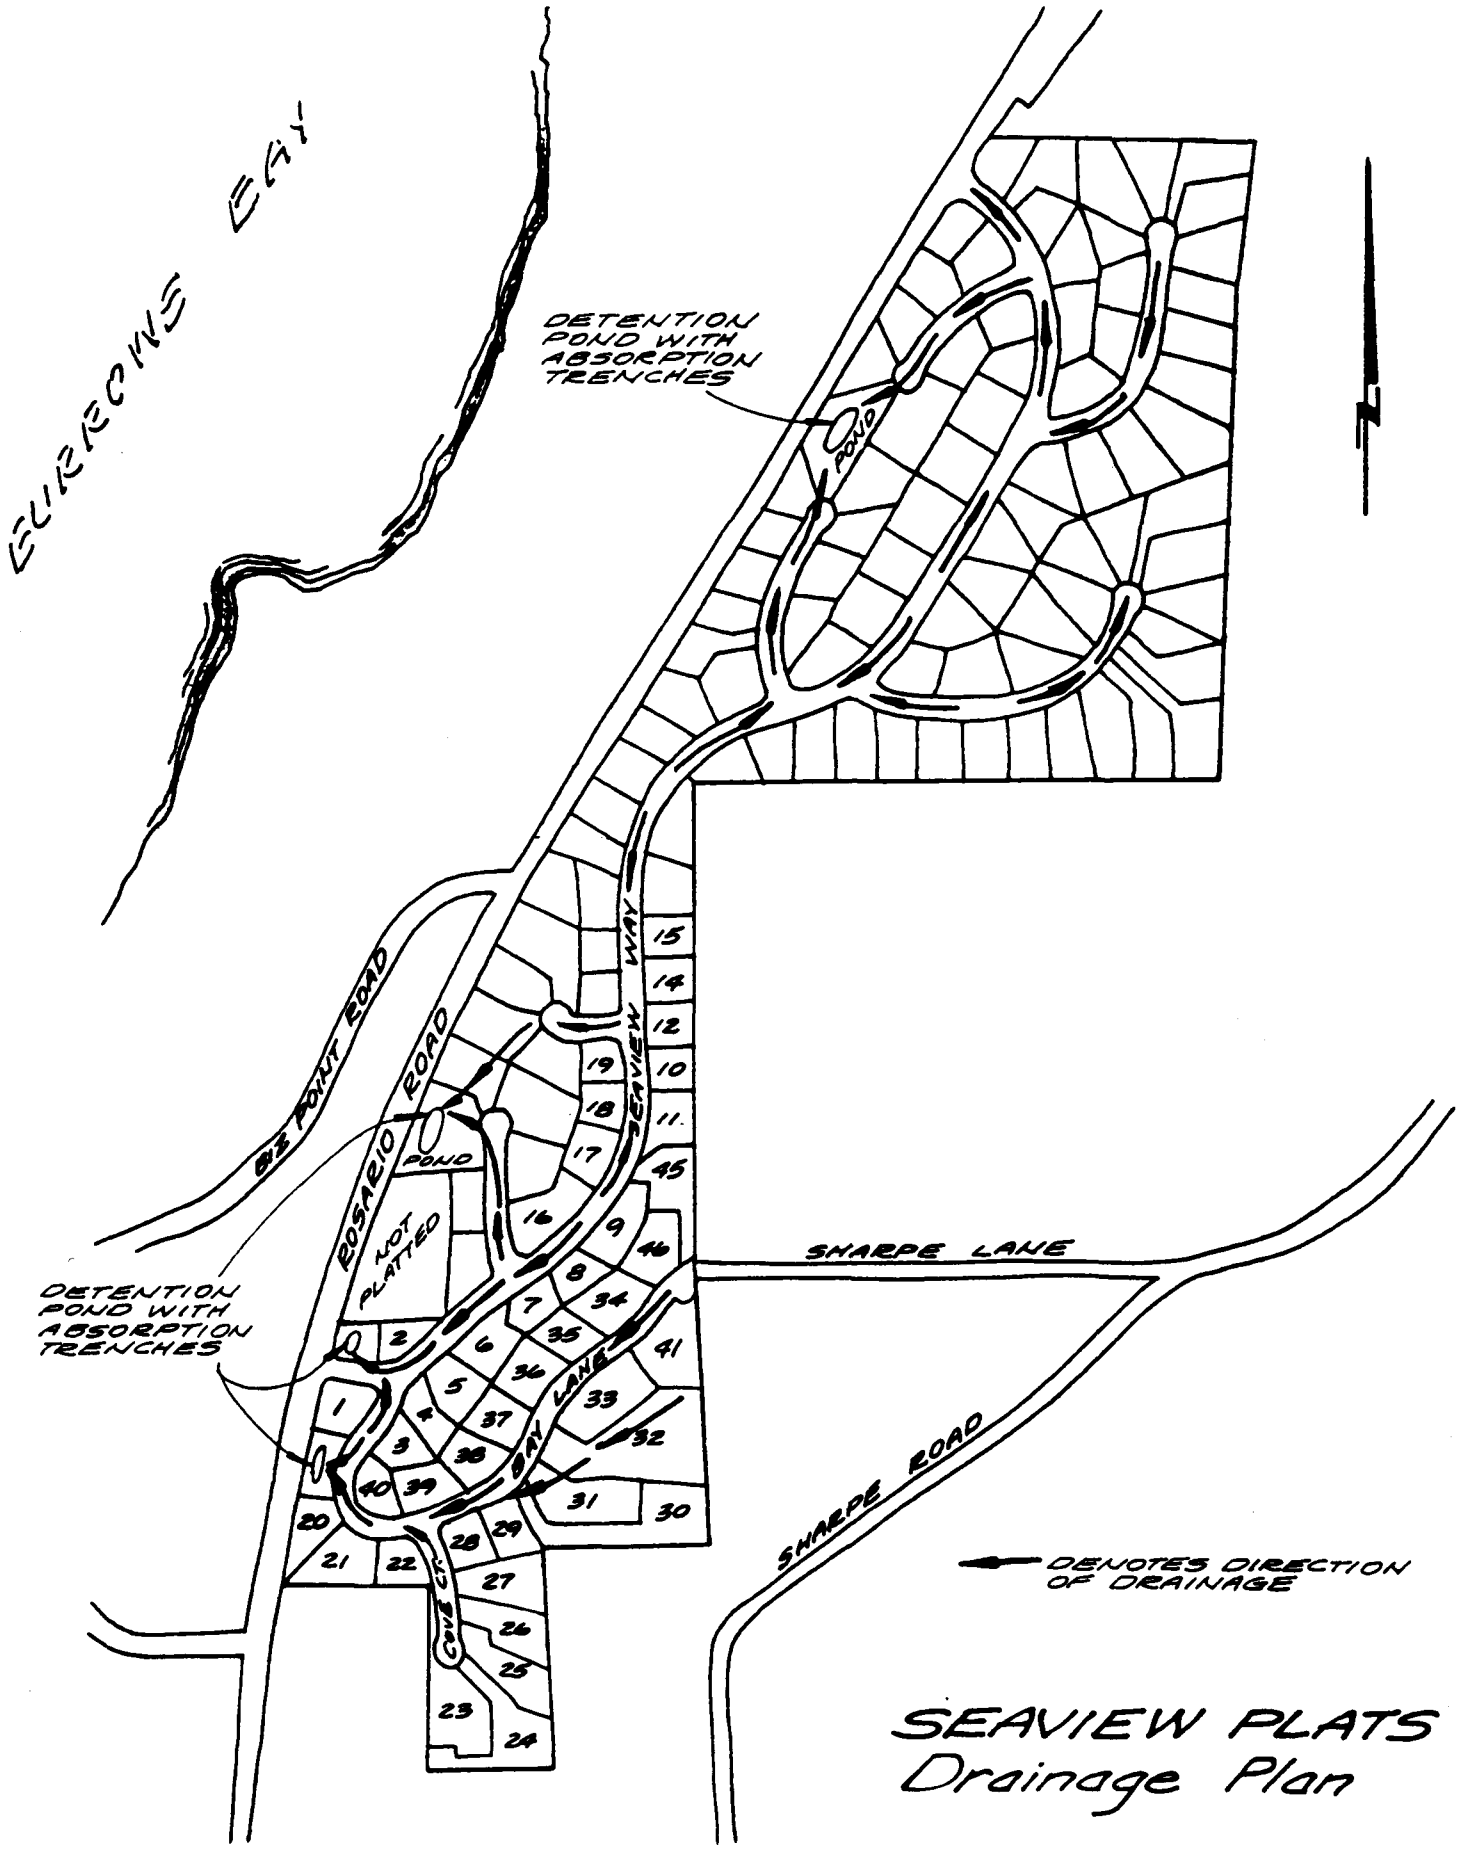 BAY
BURROWS
DETENTION
POND WITH
ABSORPTION
TRENCHES
POND
SEAVIEW WAY
15
14
12
10
11
19
18
17
45
16
9
46
8
34
7
35
6
36
41
2
5
33
37
32
4
1
3
38
40
39
31
30
20
29
28
21
22
27
26
25
23
24
BIZ POINT ROAD
ROSARIO ROAD
POND
NOT
PLATTED
DETENTION
POND WITH
ABSORPTION
TRENCHES
BAY LANE
COVE CT.
SHARPE LANE
SHARPE ROAD
DENOTES DIRECTION
OF DRAINAGE
SEAVIEW PLATS
Drainage Plan